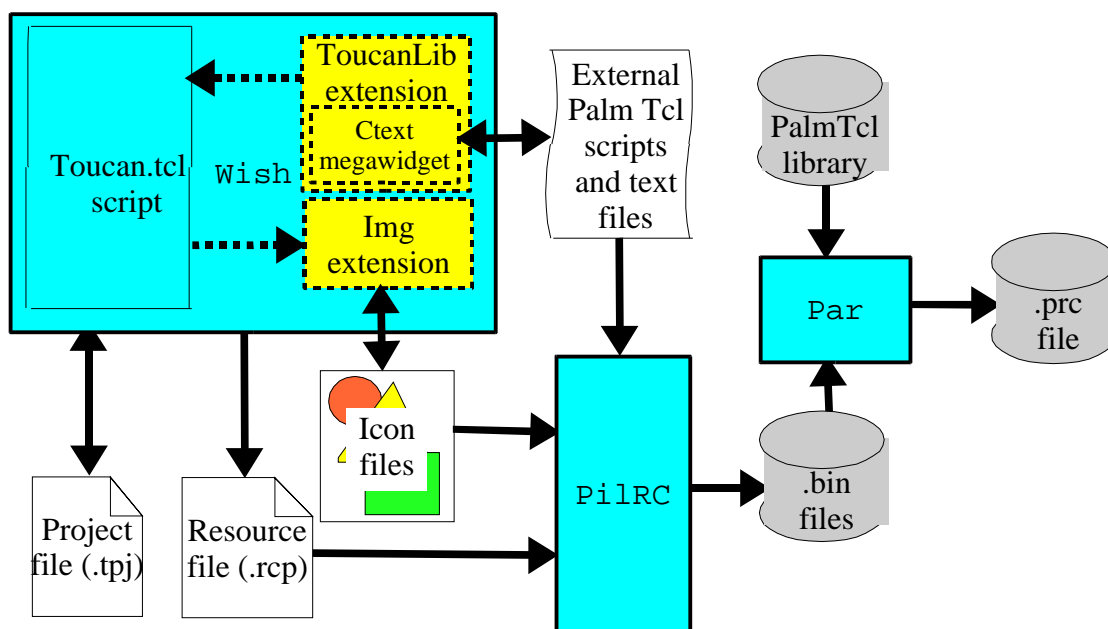 ToucanLib
extension
Ctext
megawidget
Toucan.tcl
script
Wish
Img
extension
External
Palm Tcl
scripts
and text
files
PalmTcl
library
Par
.prc
file
Icon
files
PilRC
.bin
files
Project
file (.tpj)
Resource
file (.rcp)